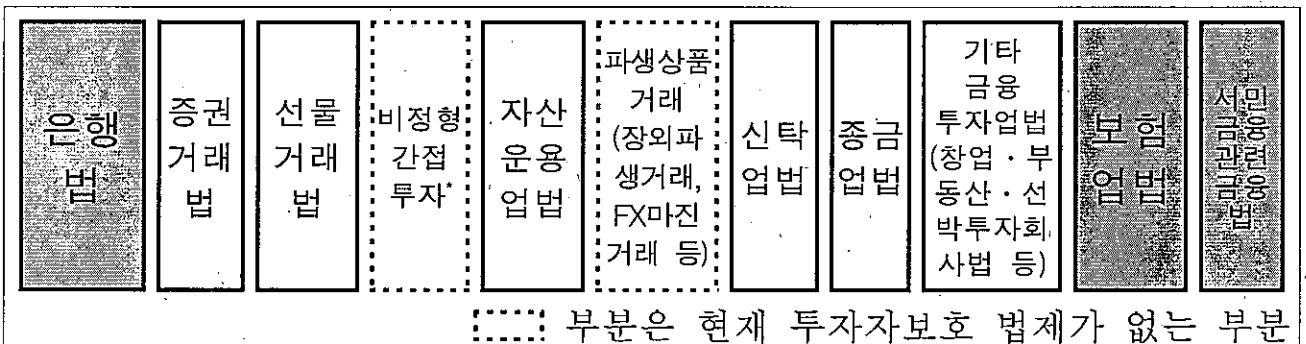 은행
법
증권
거래
법
선물
거래
법
비정형
간접
투자*
자산
운용
업법
파생상품
거래
(장외파
생거래,
FX마진
거래 등)
신탁
업법
종금
업법
기타
금융
투자업법
(창업·부
동산·선
박투자회
사법 등)
보험
업법
서민
금융
관련
금융
법
부분은 현재 투자자보호 법제가 없는 부분